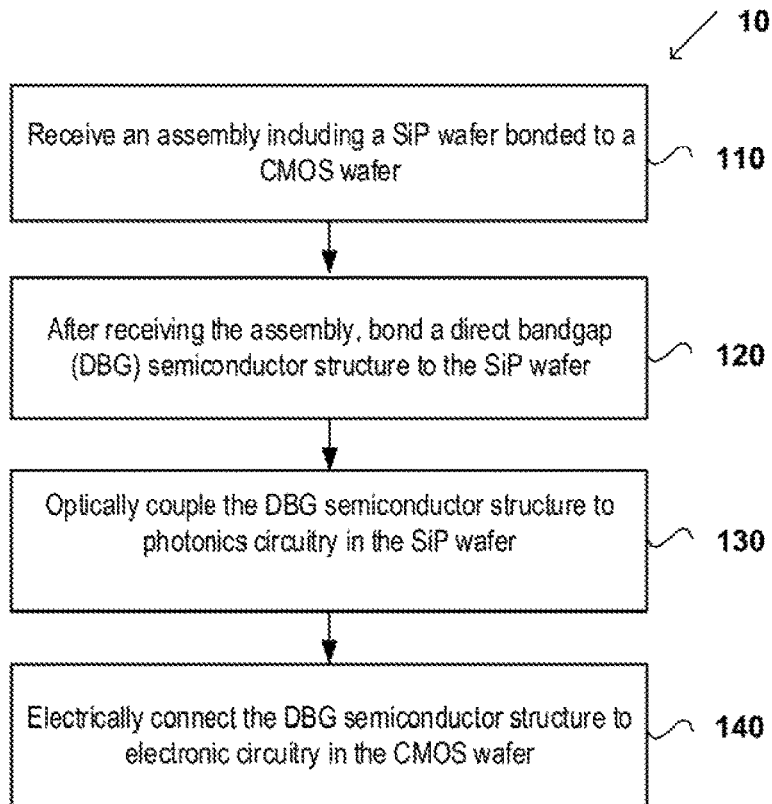 10
Receive an assembly including a SiP wafer bonded to a
CMOS wafer
110
After receiving the assembly, bond a direct bandgap
(DBG) semiconductor structure to the SiP wafer
120
Optically couple the DBG semiconductor structure to
photonics circuitry in the SiP wafer
130
Electrically connect the DBG semiconductor structure to
electronic circuitry in the CMOS wafer
140